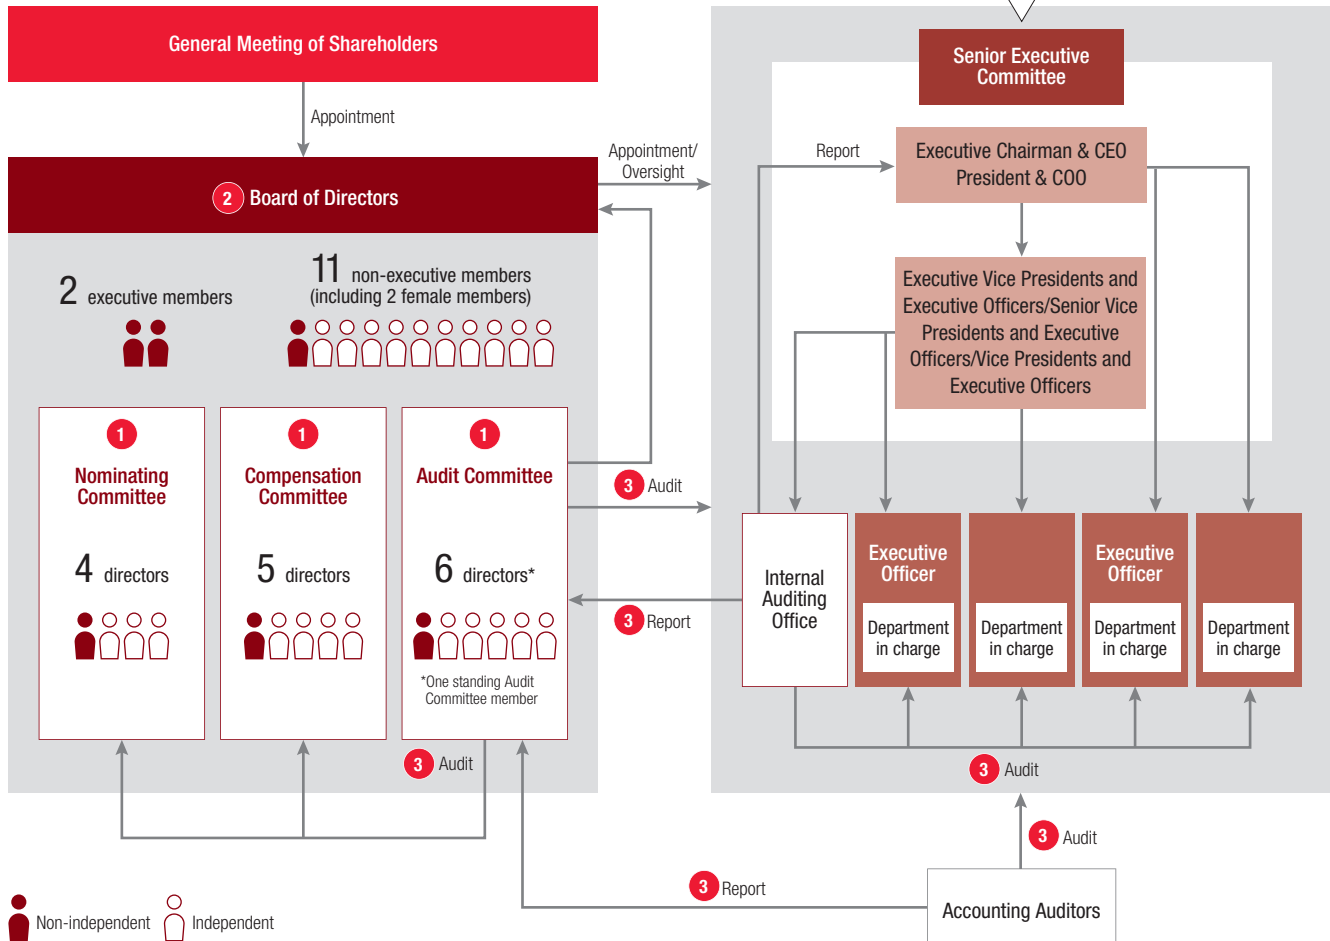 General Meeting of Shareholders
Appointment
2 Board of Directors
2 executive members
11 non-executive members
(including 2 female members)
1
Nominating
Committee
4 directors
1
Compensation
Committee
5 directors
1
Audit Committee
6 directors*
*One standing Audit
Committee member
3 Audit
Appointment/
Oversight
3 Audit
3 Report
Senior Executive
Committee
Report
Executive Chairman & CEO
President & COO
Executive Vice Presidents and
Executive Officers/Senior Vice
Presidents and Executive
Officers/Vice Presidents and
Executive Officers
Internal
Auditing
Office
Executive
Officer
Department
in charge
Department
in charge
Executive
Officer
Department
in charge
Department
in charge
3 Audit
3 Audit
3 Report
Accounting Auditors
Non-independent
Independent